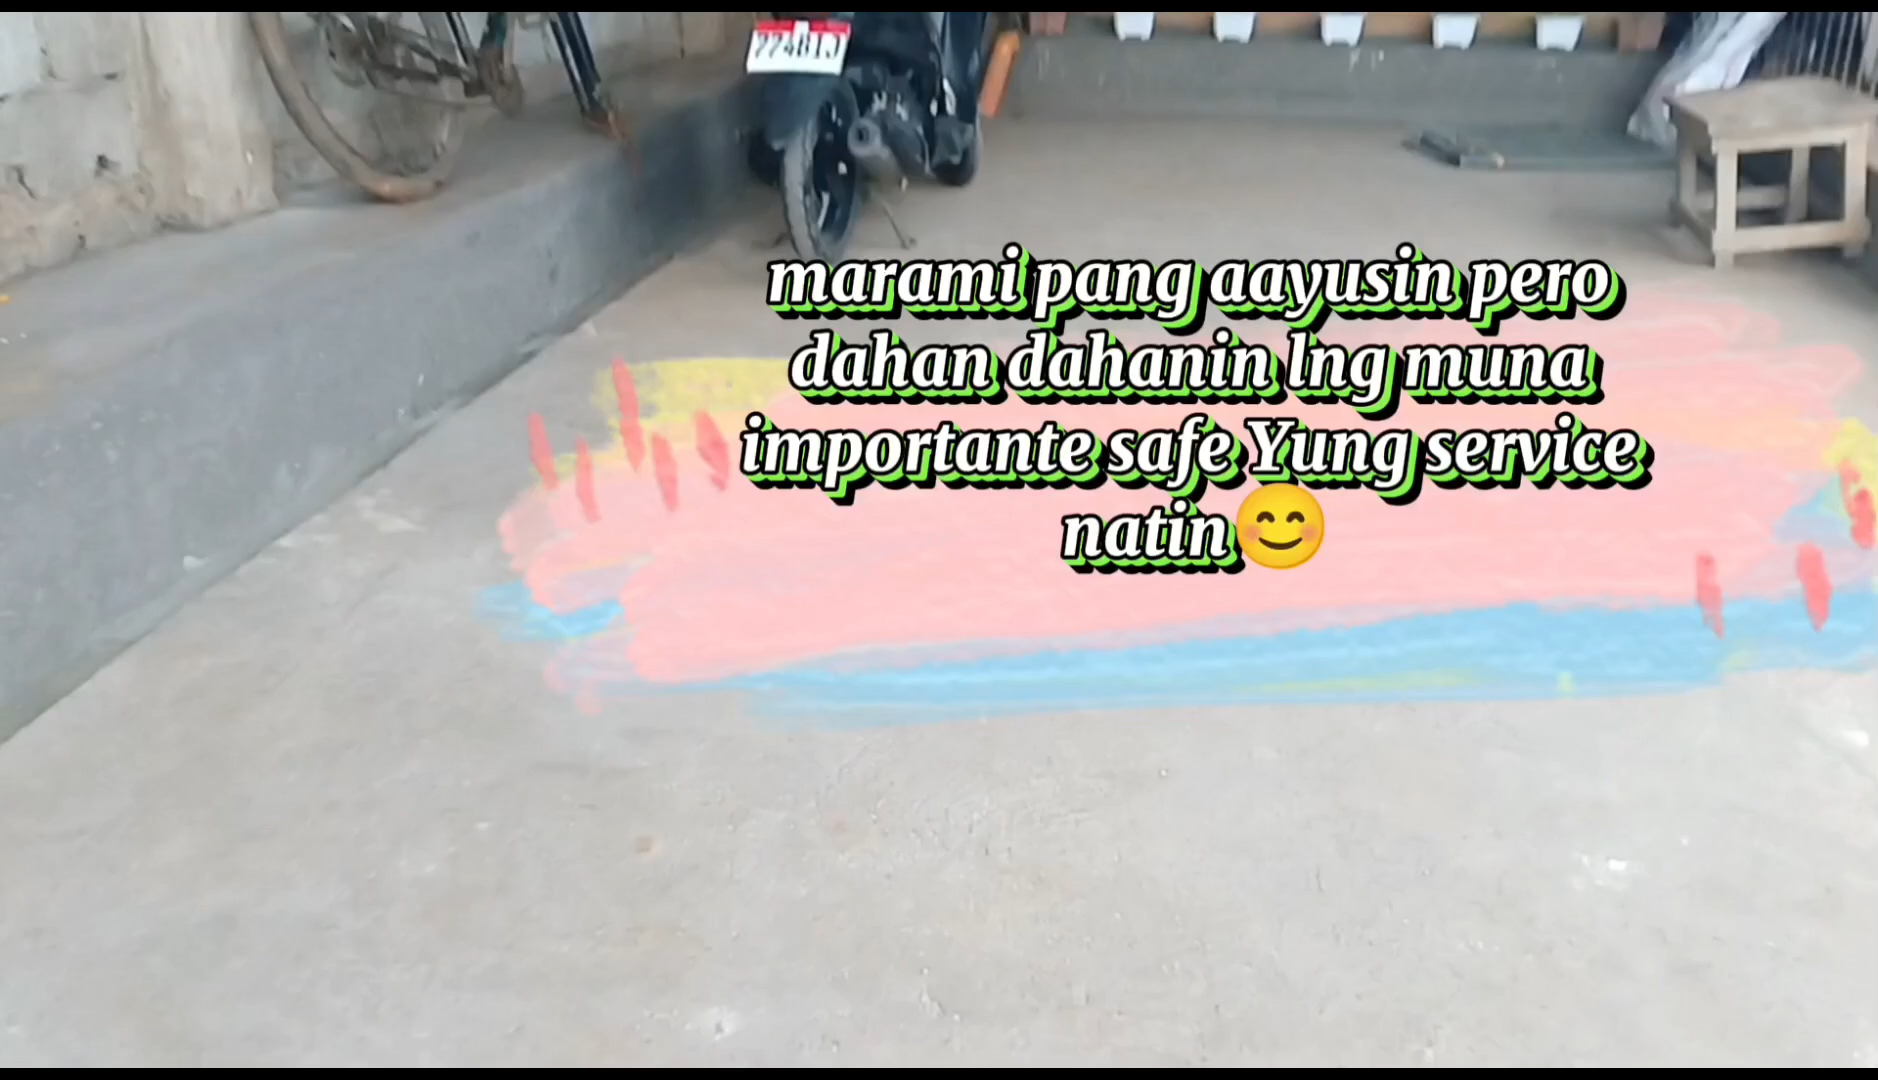 marami pang aayusin pero
dahan dahanin lng muna
importante safe Yung service
natin😊